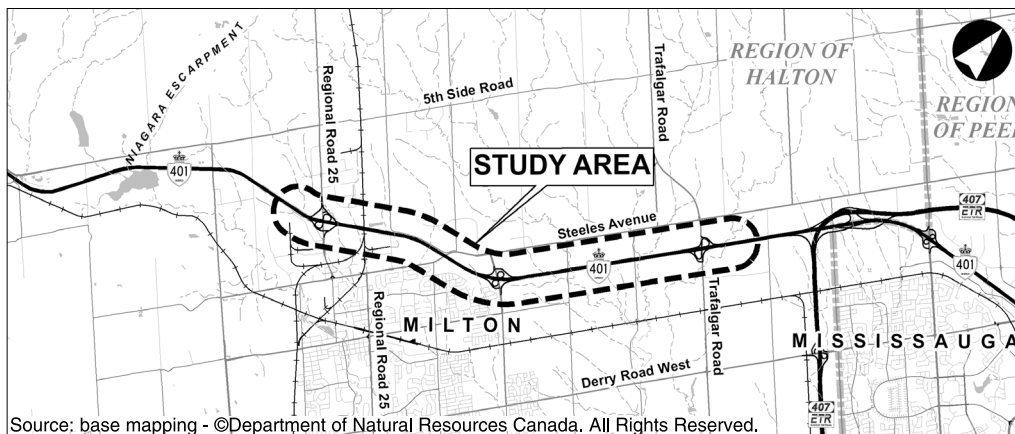 NIAGARA ESCARPMENT
Regional Road 25
5th Side Road
Trafalgar Road
REGION OF
HALTON
REGION
OF PEEL
401
STUDY AREA
Steeles Avenue
407
ETR
401
401
MILTON
Regional Road 25
Trafalgar Road
MISSISSAUGA
Derry Road West
407
ETR
Source: base mapping - ©Department of Natural Resources Canada. All Rights Reserved.